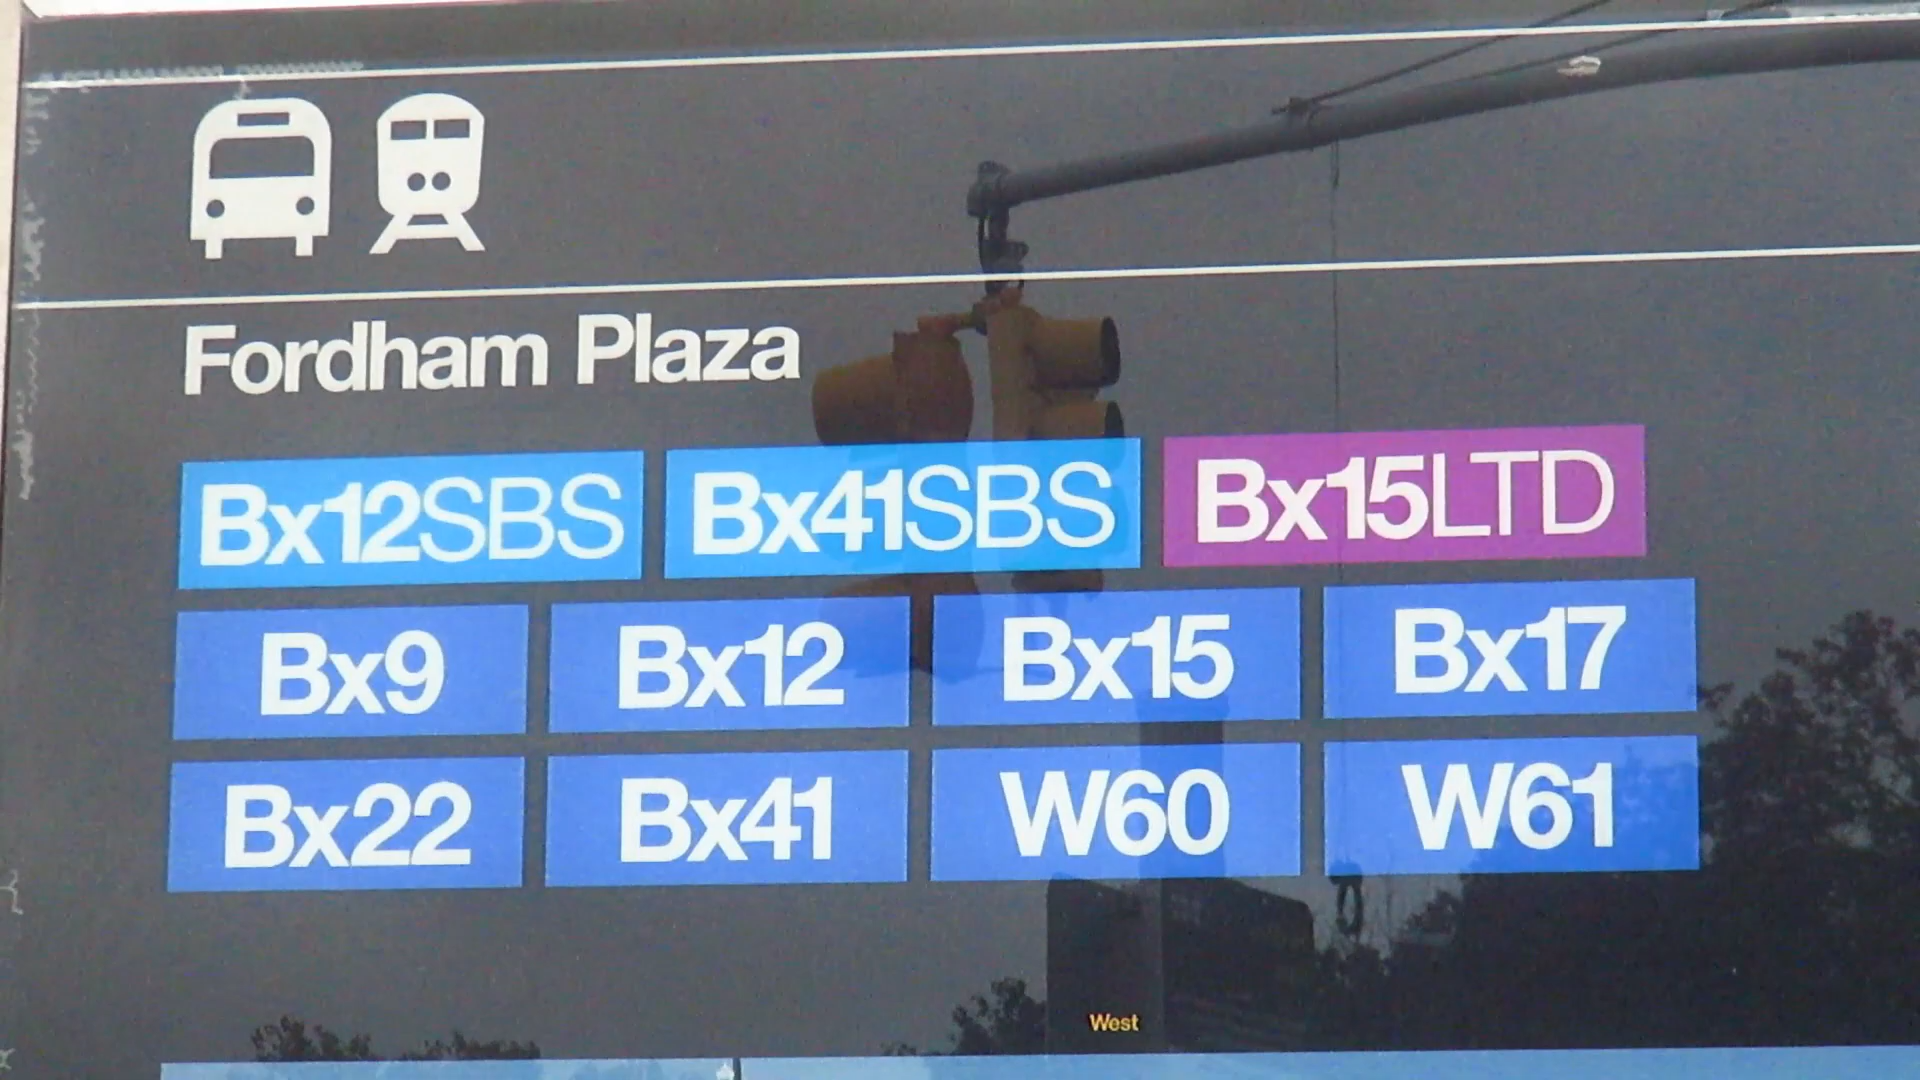 Fordham Plaza
Bx12SBS Bx41SBS Bx15LTD
Bx9 Bx12 Bx15 Bx17
Bx22 Bx41 W60 W61
West